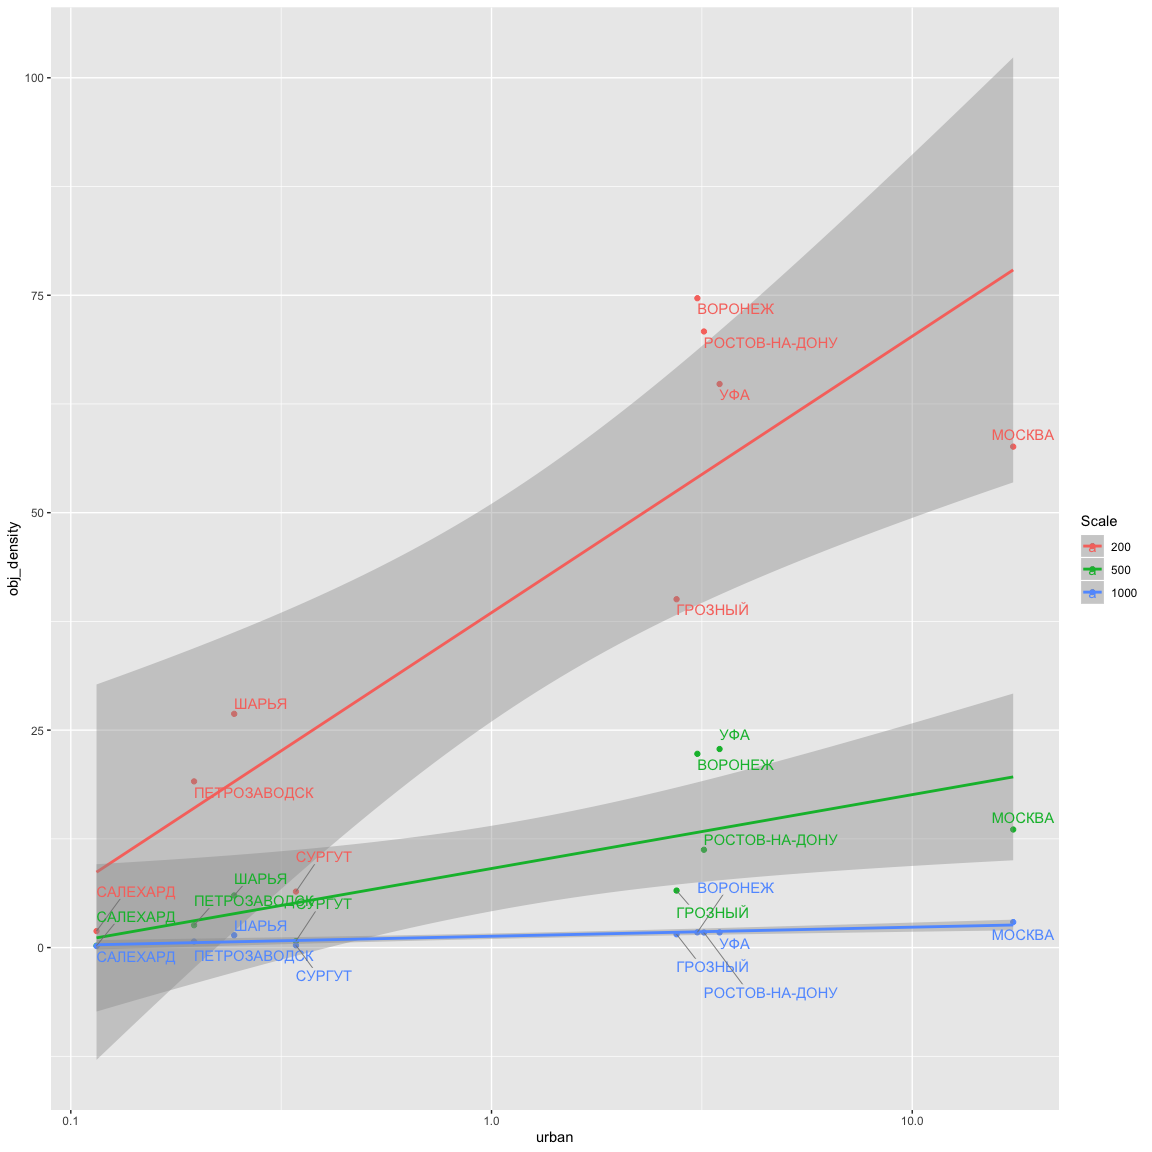 100
75
50
25
0
obj_density
0.1
1.0
10.0
urban
ВОРОНЕЖ
РОСТОВ-НА-ДОНУ
УФА
МОСКВА
ГРОЗНЫЙ
ШАРЬЯ
ПЕТРОЗАВОДСК
СУРГУТ
САЛЕХАРД
УФА
ВОРОНЕЖ
МОСКВА
РОСТОВ-НА-ДОНУ
ШАРЬЯ
ПЕТРОЗАВОДСК
СУРГУТ
ГРОЗНЫЙ
САЛЕХАРД
ВОРОНЕЖ
ШАРЬЯ
МОСКВА
УФА
САЛЕХАРД
ПЕТРОЗАВОДСК
ГРОЗНЫЙ
СУРГУТ
РОСТОВ-НА-ДОНУ
Scale
200
500
1000